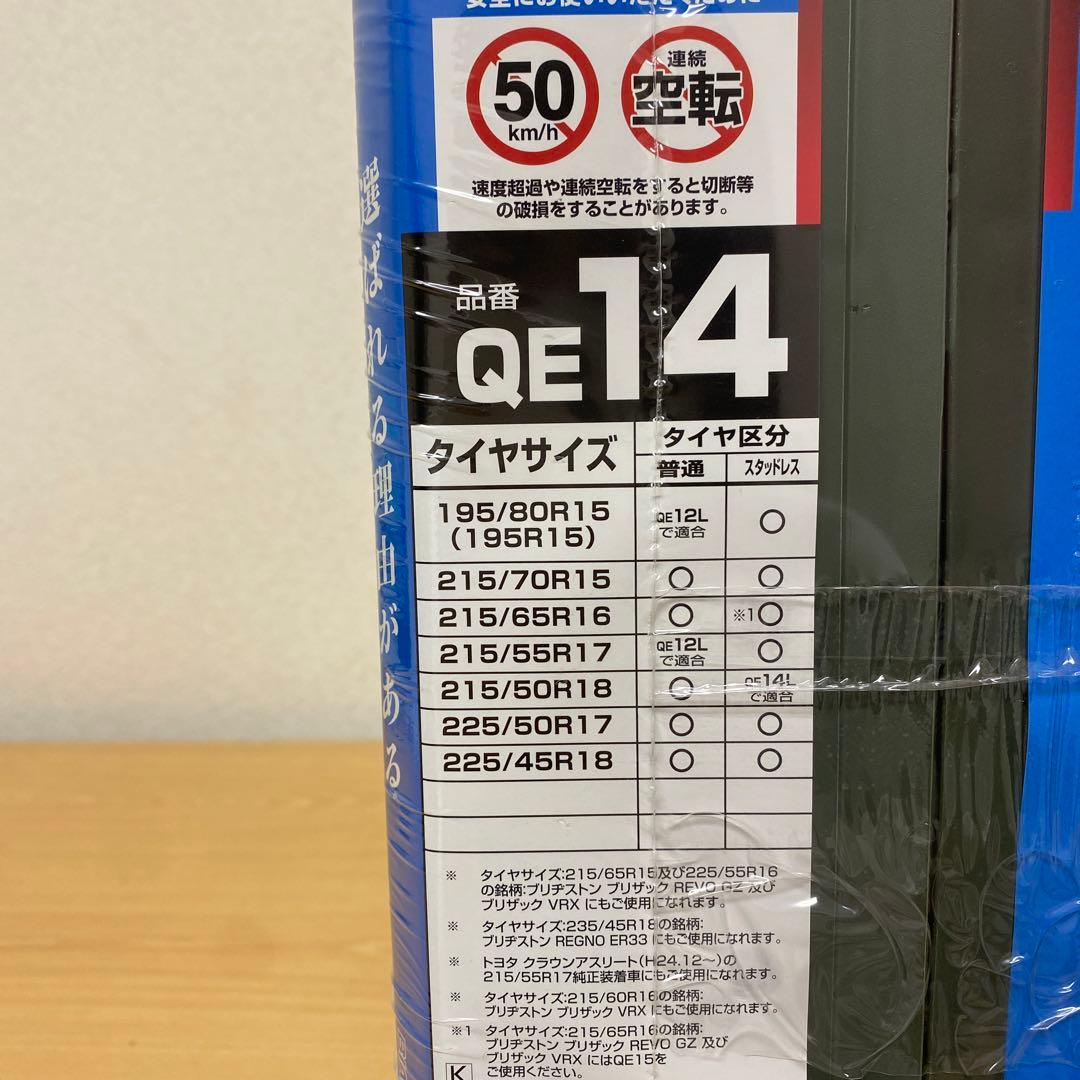 安全にお使いいただくために
50
km/h
連続
空転
速度超過や連続空転をすると切断等
の破損をすることがあります。
選ばれる理由がある。
品番
QE14
タイヤサイズ
タイヤ区分
普通
スタッドレス
195/80R15
(195R15)
QE12L
で適合
○
215/70R15 ○ ○
215/65R16 ○ ※1○
215/55R17
QE12L
で適合
○
215/50R18 ○
QE14L
で適合
225/50R17 ○ ○
225/45R18 ○ ○
※ タイヤサイズ:215/65R15及び225/55R16
の銘柄:ブリヂストン ブリザック REVO GZ 及び
ブリザック VRX にもご使用になれます。
※ タイヤサイズ:235/45R18の銘柄:
ブリヂストン REGNO ER33 にもご使用になれます。
※ トヨタ クラウンアスリート(H24.12〜)の
215/55R17純正装着車にもご使用になれます。
※ タイヤサイズ:215/60R16の銘柄:
ブリヂストン ブリザック VRX にもご使用になれます。
※1 タイヤサイズ:215/65R16の銘柄:
ブリヂストン ブリザック REVO GZ 及び
ブリザック VRX にはQE15を
ご使用ください。
K